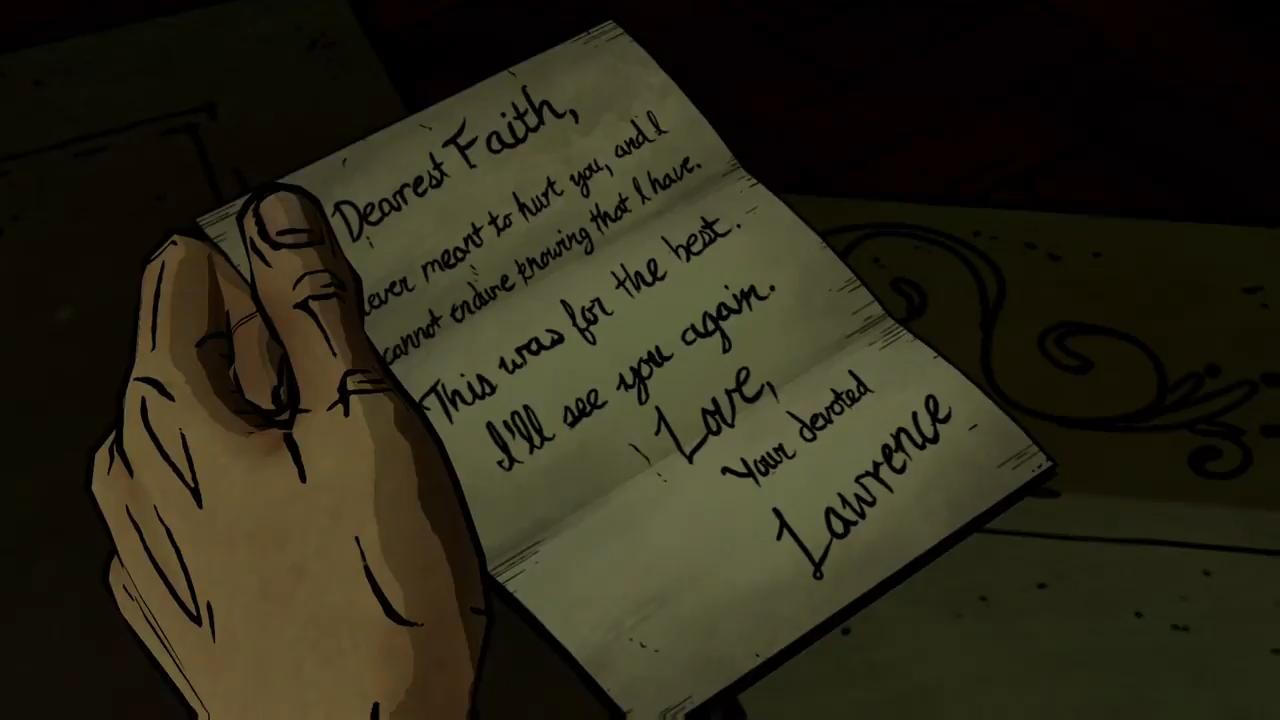 Dearest Faith,
ever meant to hurt you, and I
cannot endure knowing that I have.
This was for the best.
I'll see you again.
Love,
Your devoted
Lawrence